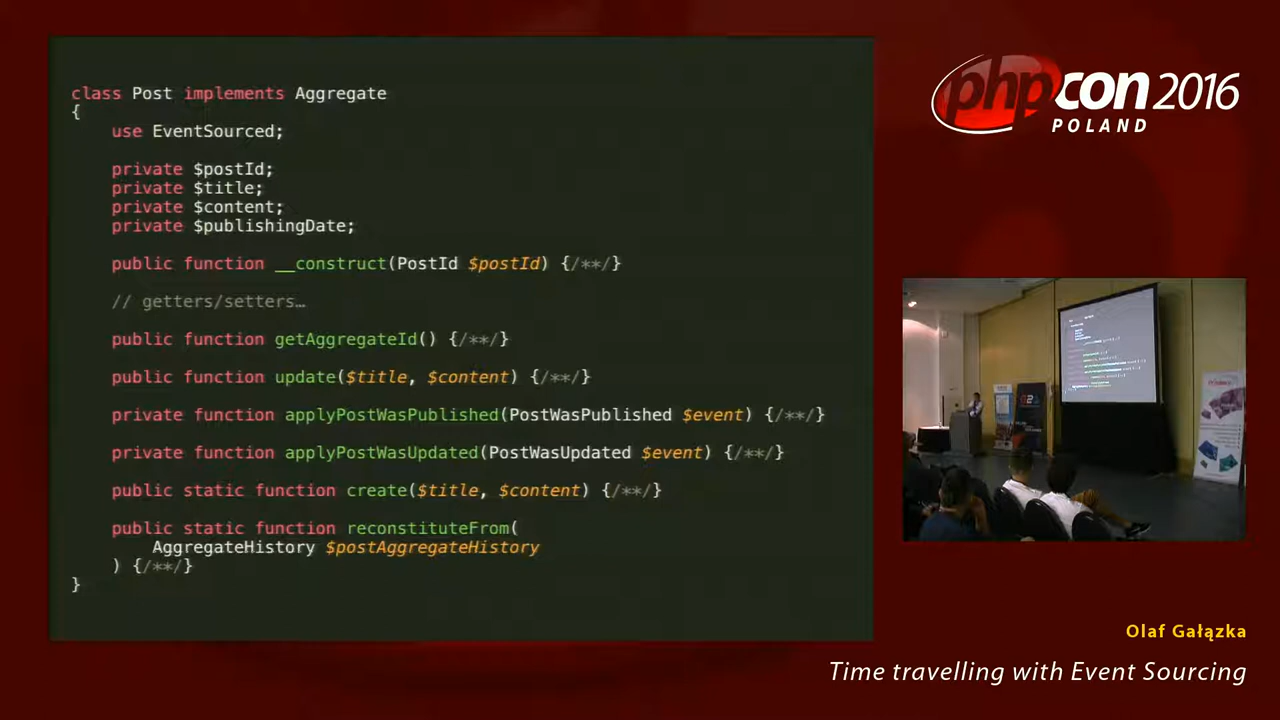 class Post implements Aggregate
{
    use EventSourced;
    private $postId;
    private $title;
    private $content;
    private $publishingDate;
    public function __construct(PostId $postId) {/**/}
    // getters/setters…
    public function getAggregateId() {/**/}
    public function update($title, $content) {/**/}
    private function applyPostWasPublished(PostWasPublished $event) {/**/}
    private function applyPostWasUpdated(PostWasUpdated $event) {/**/}
    public static function create($title, $content) {/**/}
    public static function reconstituteFrom(
        AggregateHistory $postAggregateHistory
    ) {/**/}
}
phpcon 2016
POLAND
Olaf Gałązka
Time travelling with Event Sourcing